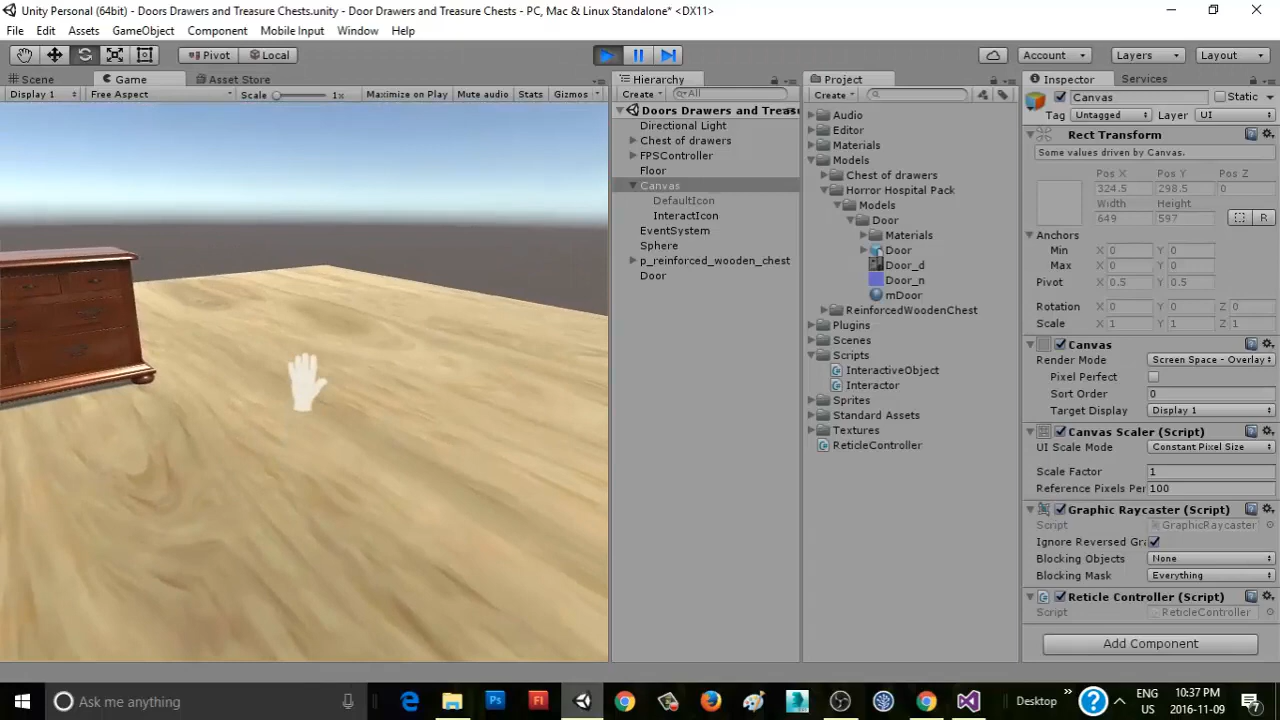 Unity Personal (64bit) - Doors Drawers and Treasure Chests.unity - Door Drawers and Treasure Chests - PC, Mac & Linux Standalone* <DX11>
File Edit Assets GameObject Component Mobile Input Window Help
Pivot Local Account Layers Layout
Scene Game Asset Store
Display 1 Free Aspect Scale 1x Maximize on Play Mute audio Stats Gizmos
Hierarchy
Create All
Doors Drawers and Treas
Directional Light
Chest of drawers
FPSController
Floor
Canvas
DefaultIcon
InteractIcon
EventSystem
Sphere
p_reinforced_wooden_chest
Door
Project
Create
Audio
Editor
Materials
Models
Chest of drawers
Horror Hospital Pack
Models
Door
Materials
Door
Door_d
Door_n
mDoor
ReinforcedWoodenChest
Plugins
Scenes
Scripts
InteractiveObject
Interactor
Sprites
Standard Assets
Textures
ReticleController
Inspector Services
Canvas Static
Tag Untagged Layer UI
Rect Transform
Some values driven by Canvas.
Pos X Pos Y Pos Z
324.5 298.5 0
Width Height
649 597 R
Anchors
Min X 0 Y 0
Max X 0 Y 0
Pivot X 0.5 Y 0.5
Rotation X 0 Y 0 Z 0
Scale X 1 Y 1 Z 1
Canvas
Render Mode Screen Space - Overlay
Pixel Perfect
Sort Order 0
Target Display Display 1
Canvas Scaler (Script)
UI Scale Mode Constant Pixel Size
Scale Factor 1
Reference Pixels Per 100
Graphic Raycaster (Script)
Script GraphicRaycaster
Ignore Reversed Gra
Blocking Objects None
Blocking Mask Everything
Reticle Controller (Script)
Script ReticleController
Add Component
Ask me anything Ps Fl Desktop ENG 10:37 PM
US 2016-11-09 7